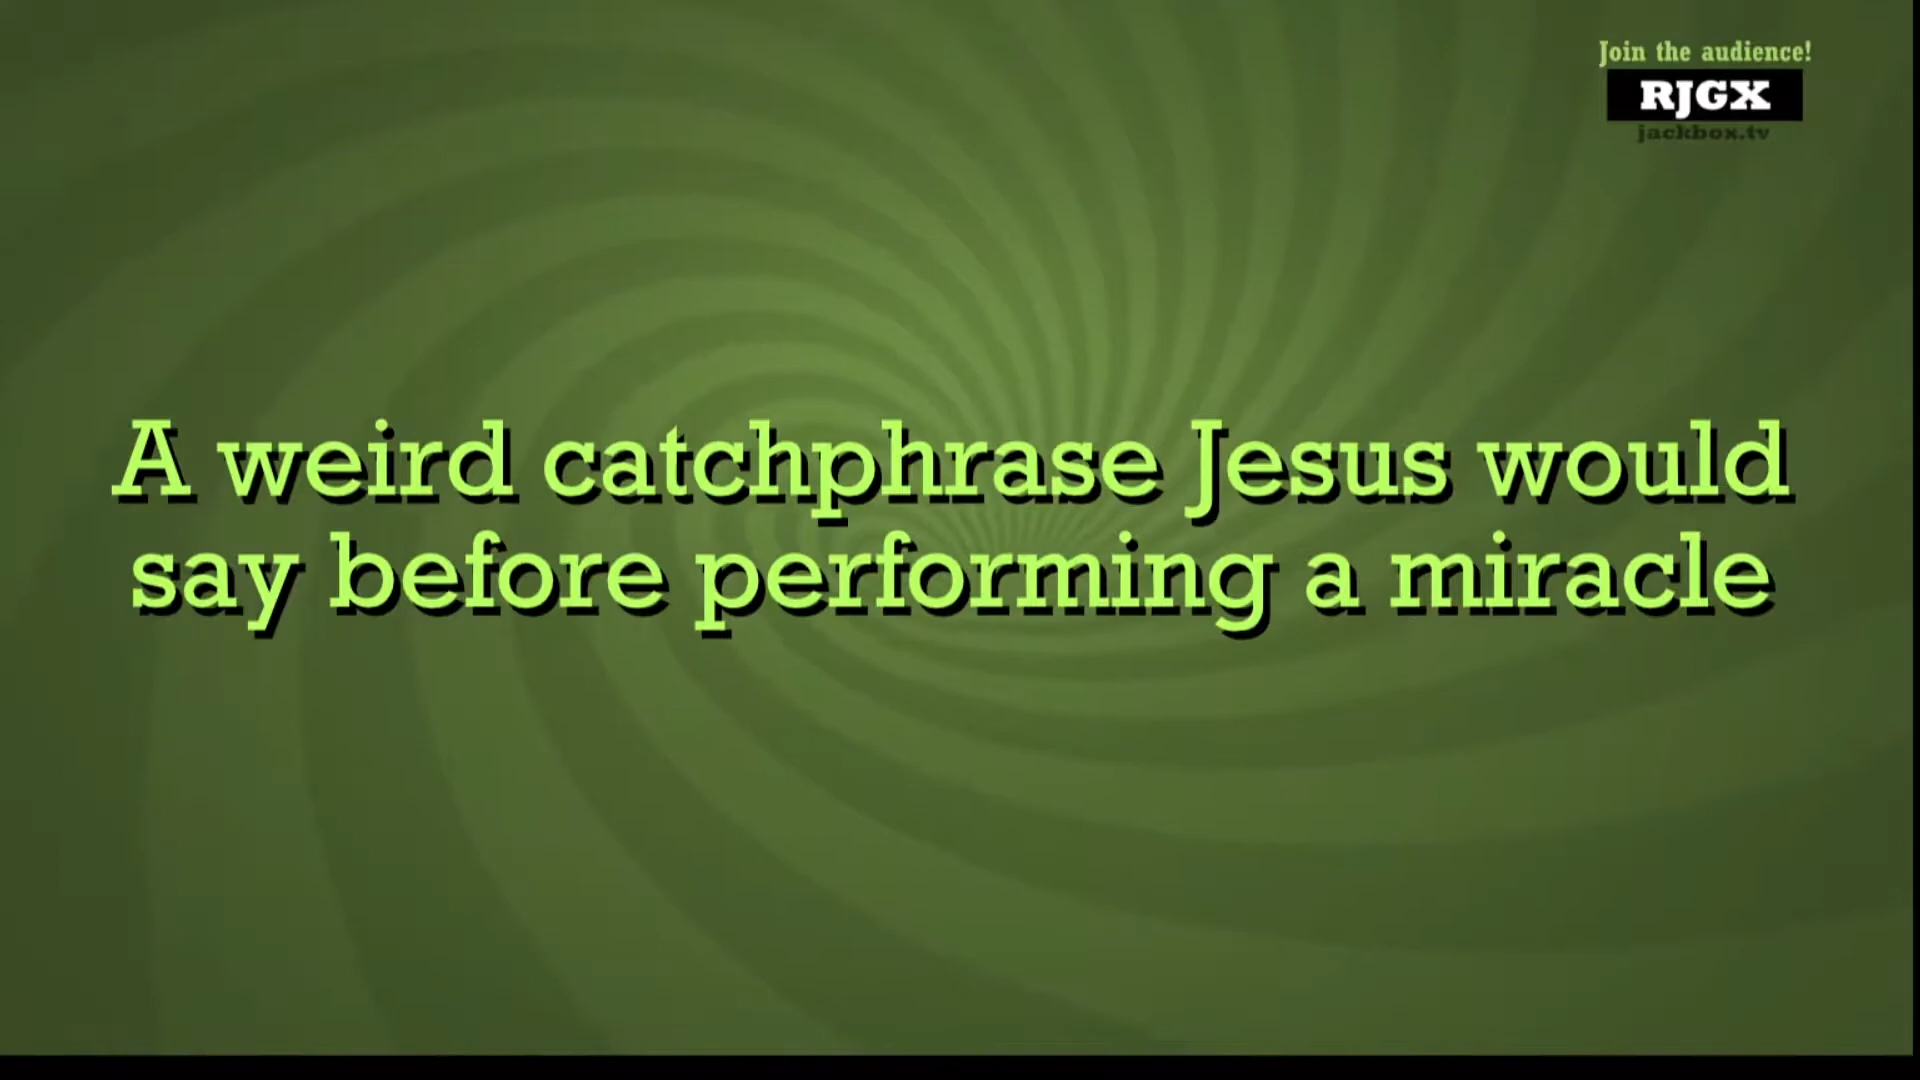 Join the audience!
RJGX
jackbox.tv
A weird catchphrase Jesus would
say before performing a miracle